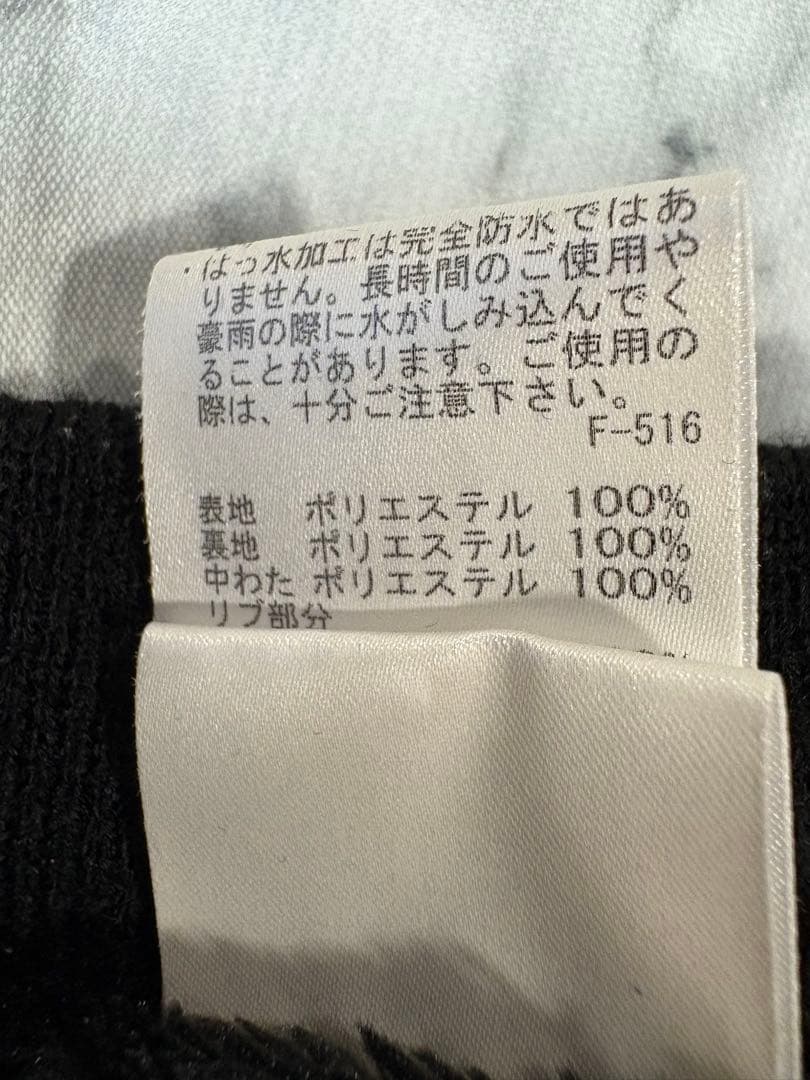 ・はっ水加工は完全防水ではあ
りません。長時間のご使用や
豪雨の際に水がしみ込んでく
ることがあります。ご使用の
際は、十分ご注意下さい。
F-516
表地 ポリエステル 100%
裏地 ポリエステル 100%
中わた ポリエステル 100%
リブ部分